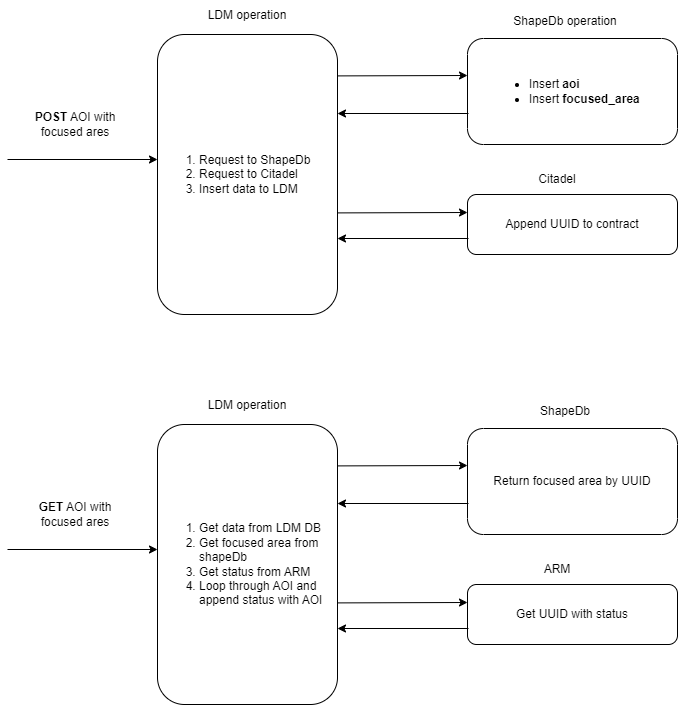 LDM operation
ShapeDb operation
• Insert aoi
• Insert focused_area
POST AOI with
focused ares
1. Request to ShapeDb
2. Request to Citadel
3. Insert data to LDM
Citadel
Append UUID to contract
LDM operation
ShapeDb
Return focused area by UUID
GET AOI with
focused ares
1. Get data from LDM DB
2. Get focused area from
shapeDb
3. Get status from ARM
4. Loop through AOI and
append status with AOI
ARM
Get UUID with status